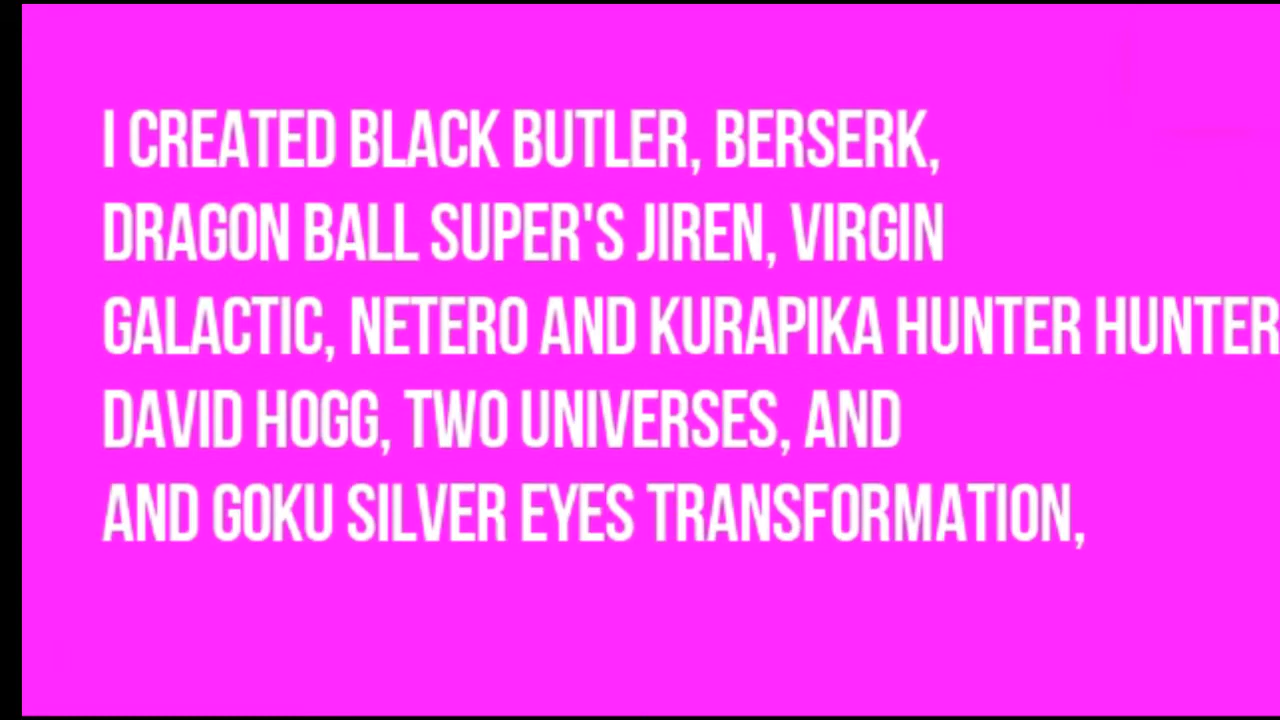 I CREATED BLACK BUTLER, BERSERK,
DRAGON BALL SUPER'S JIREN, VIRGIN
GALACTIC, NETERO AND KURAPIKA HUNTER HUNTER
DAVID HOGG, TWO UNIVERSES, AND
AND GOKU SILVER EYES TRANSFORMATION,